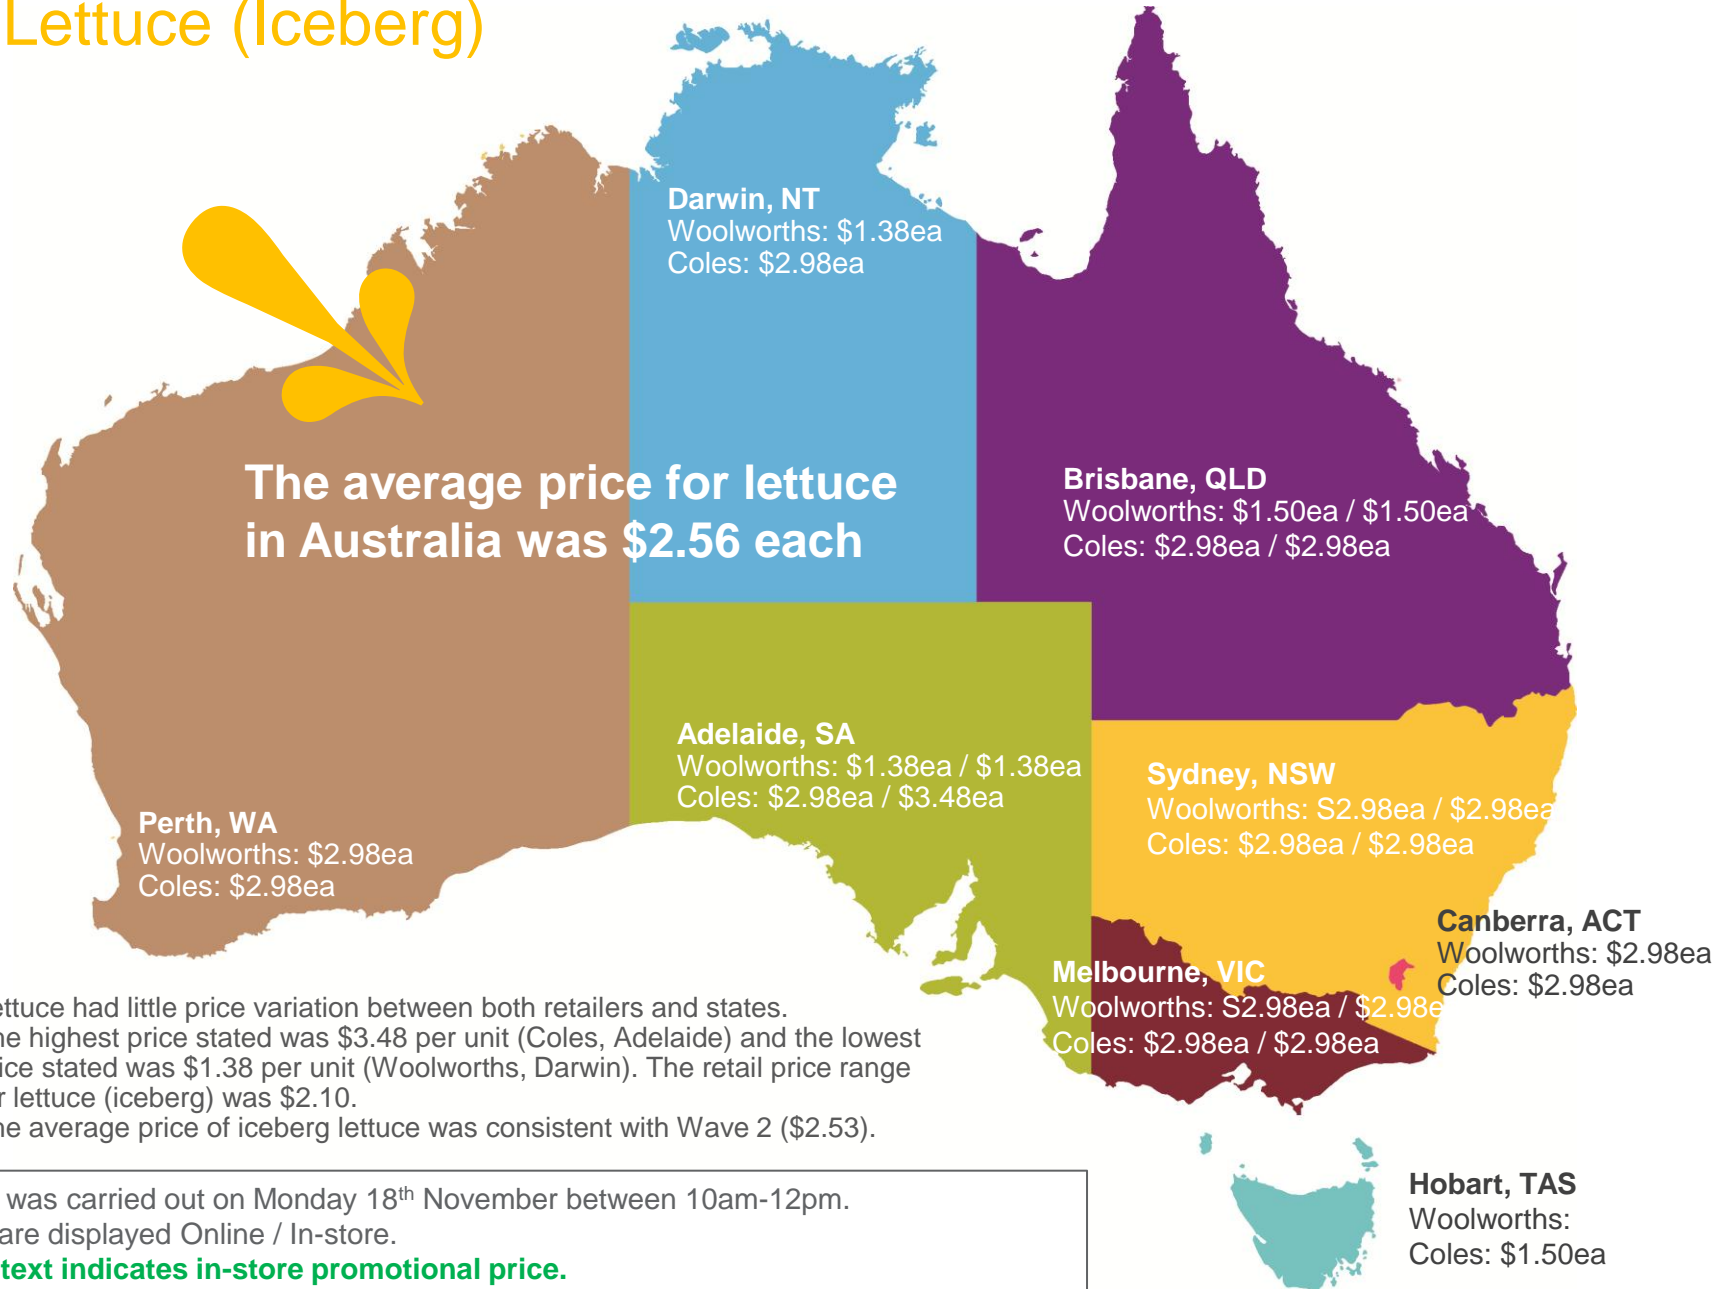 Lettuce (Iceberg)
Darwin, NT
Woolworths: $1.38ea
Coles: $2.98ea
The average price for lettuce
in Australia was $2.56 each
Brisbane, QLD
Woolworths: $1.50ea / $1.50ea
Coles: $2.98ea / $2.98ea
Adelaide, SA
Woolworths: $1.38ea / $1.38ea
Coles: $2.98ea / $3.48ea
Sydney, NSW
Woolworths: S2.98ea / $2.98ea
Coles: $2.98ea / $2.98ea
Perth, WA
Woolworths: $2.98ea
Coles: $2.98ea
Canberra, ACT
Woolworths: $2.98ea
Coles: $2.98ea
Melbourne, VIC
Woolworths: S2.98ea / $2.98e
Coles: $2.98ea / $2.98ea
ettuce had little price variation between both retailers and states.
he highest price stated was $3.48 per unit (Coles, Adelaide) and the lowest
ice stated was $1.38 per unit (Woolworths, Darwin). The retail price range
r lettuce (iceberg) was $2.10.
he average price of iceberg lettuce was consistent with Wave 2 ($2.53).
was carried out on Monday 18th November between 10am-12pm.
are displayed Online / In-store.
text indicates in-store promotional price.
Hobart, TAS
Woolworths:
Coles: $1.50ea